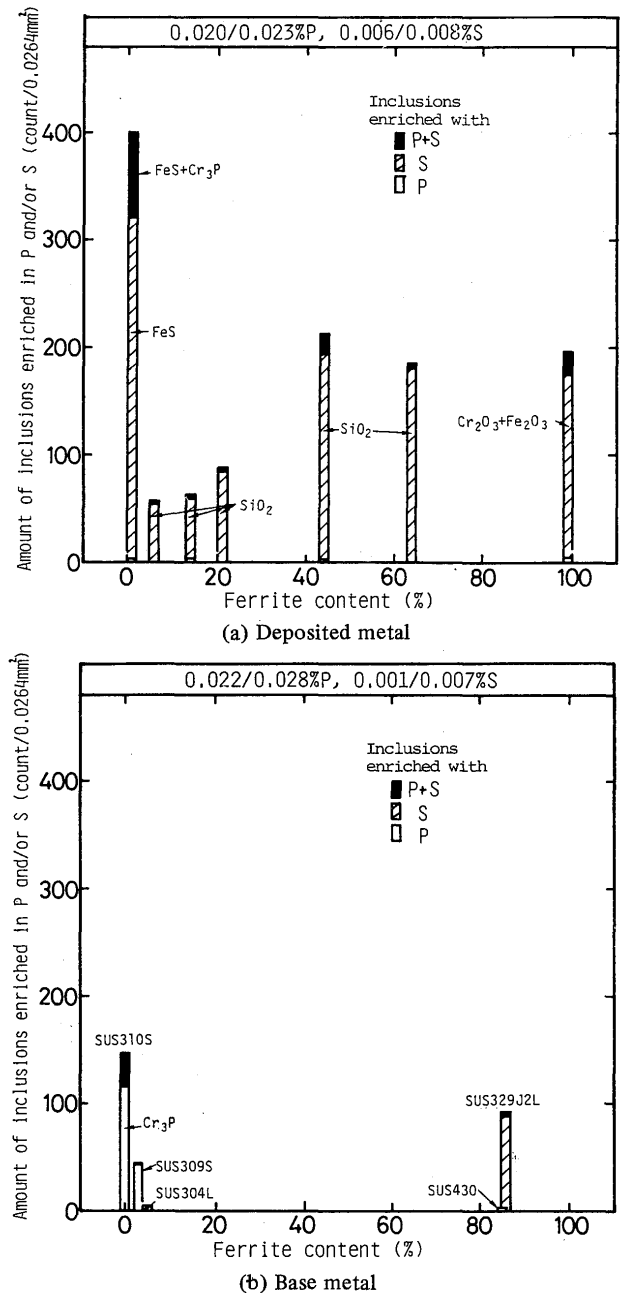 0.020/0.023%P, 0.006/0.008%S
Inclusions
enriched with
P+S
S
P
Amount of inclusions enriched in P and/or S (count/0.0264mm²)
400
300
200
100
0
FeS+Cr₃P
FeS
SiO₂
SiO₂
Cr₂O₃+Fe₂O₃
0 20 40 60 80 100
Ferrite content (%)
(a) Deposited metal
0.022/0.028%P, 0.001/0.007%S
Inclusions
enriched with
P+S
S
P
Amount of inclusions enriched in P and/or S (count/0.0264mm²)
400
300
200
100
0
SUS310S
Cr₃P
SUS309S
SUS304L
SUS329J2L
SUS430
0 20 40 60 80 100
Ferrite content (%)
(b) Base metal